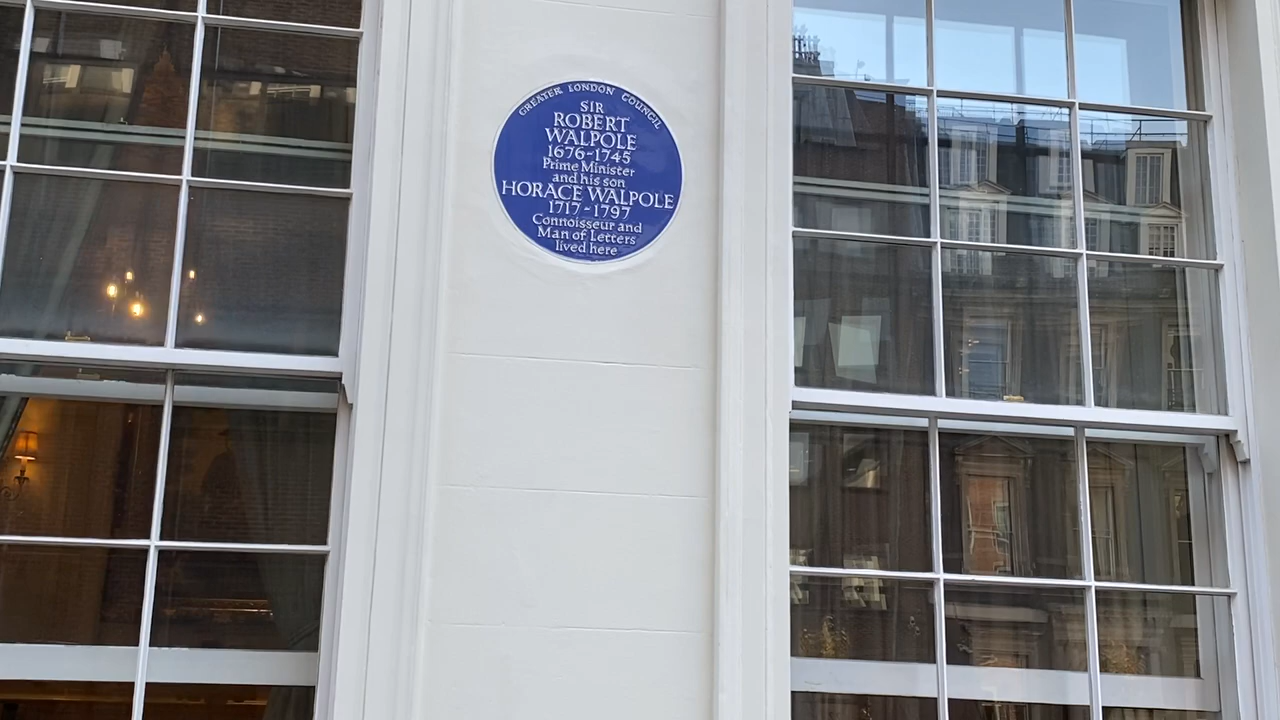 GREATER LONDON COUNCIL
SIR
ROBERT
WALPOLE
1676-1745
Prime Minister
and his son
HORACE WALPOLE
1717-1797
Connoisseur and
Man of Letters
lived here